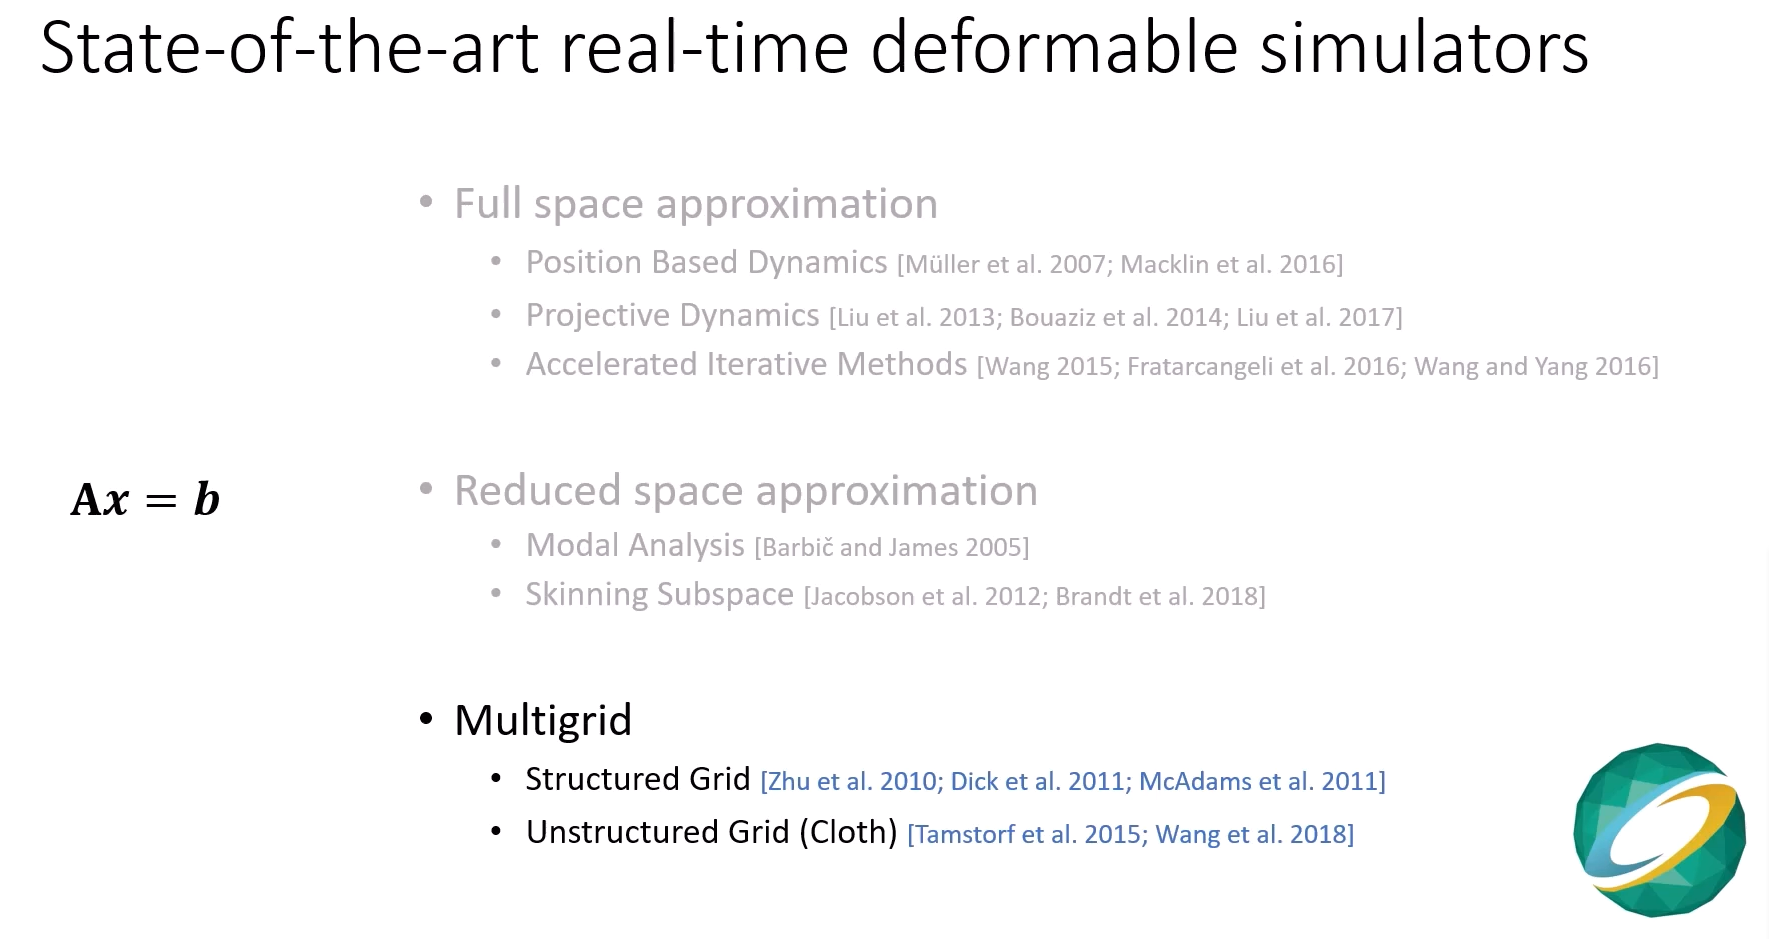 State-of-the-art real-time deformable simulators
• Full space approximation
• Position Based Dynamics [Müller et al. 2007; Macklin et al. 2016]
• Projective Dynamics [Liu et al. 2013; Bouaziz et al. 2014; Liu et al. 2017]
• Accelerated Iterative Methods [Wang 2015; Fratarcangeli et al. 2016; Wang and Yang 2016]
Ax = b
• Reduced space approximation
• Modal Analysis [Barbič and James 2005]
• Skinning Subspace [Jacobson et al. 2012; Brandt et al. 2018]
• Multigrid
• Structured Grid [Zhu et al. 2010; Dick et al. 2011; McAdams et al. 2011]
• Unstructured Grid (Cloth) [Tamstorf et al. 2015; Wang et al. 2018]